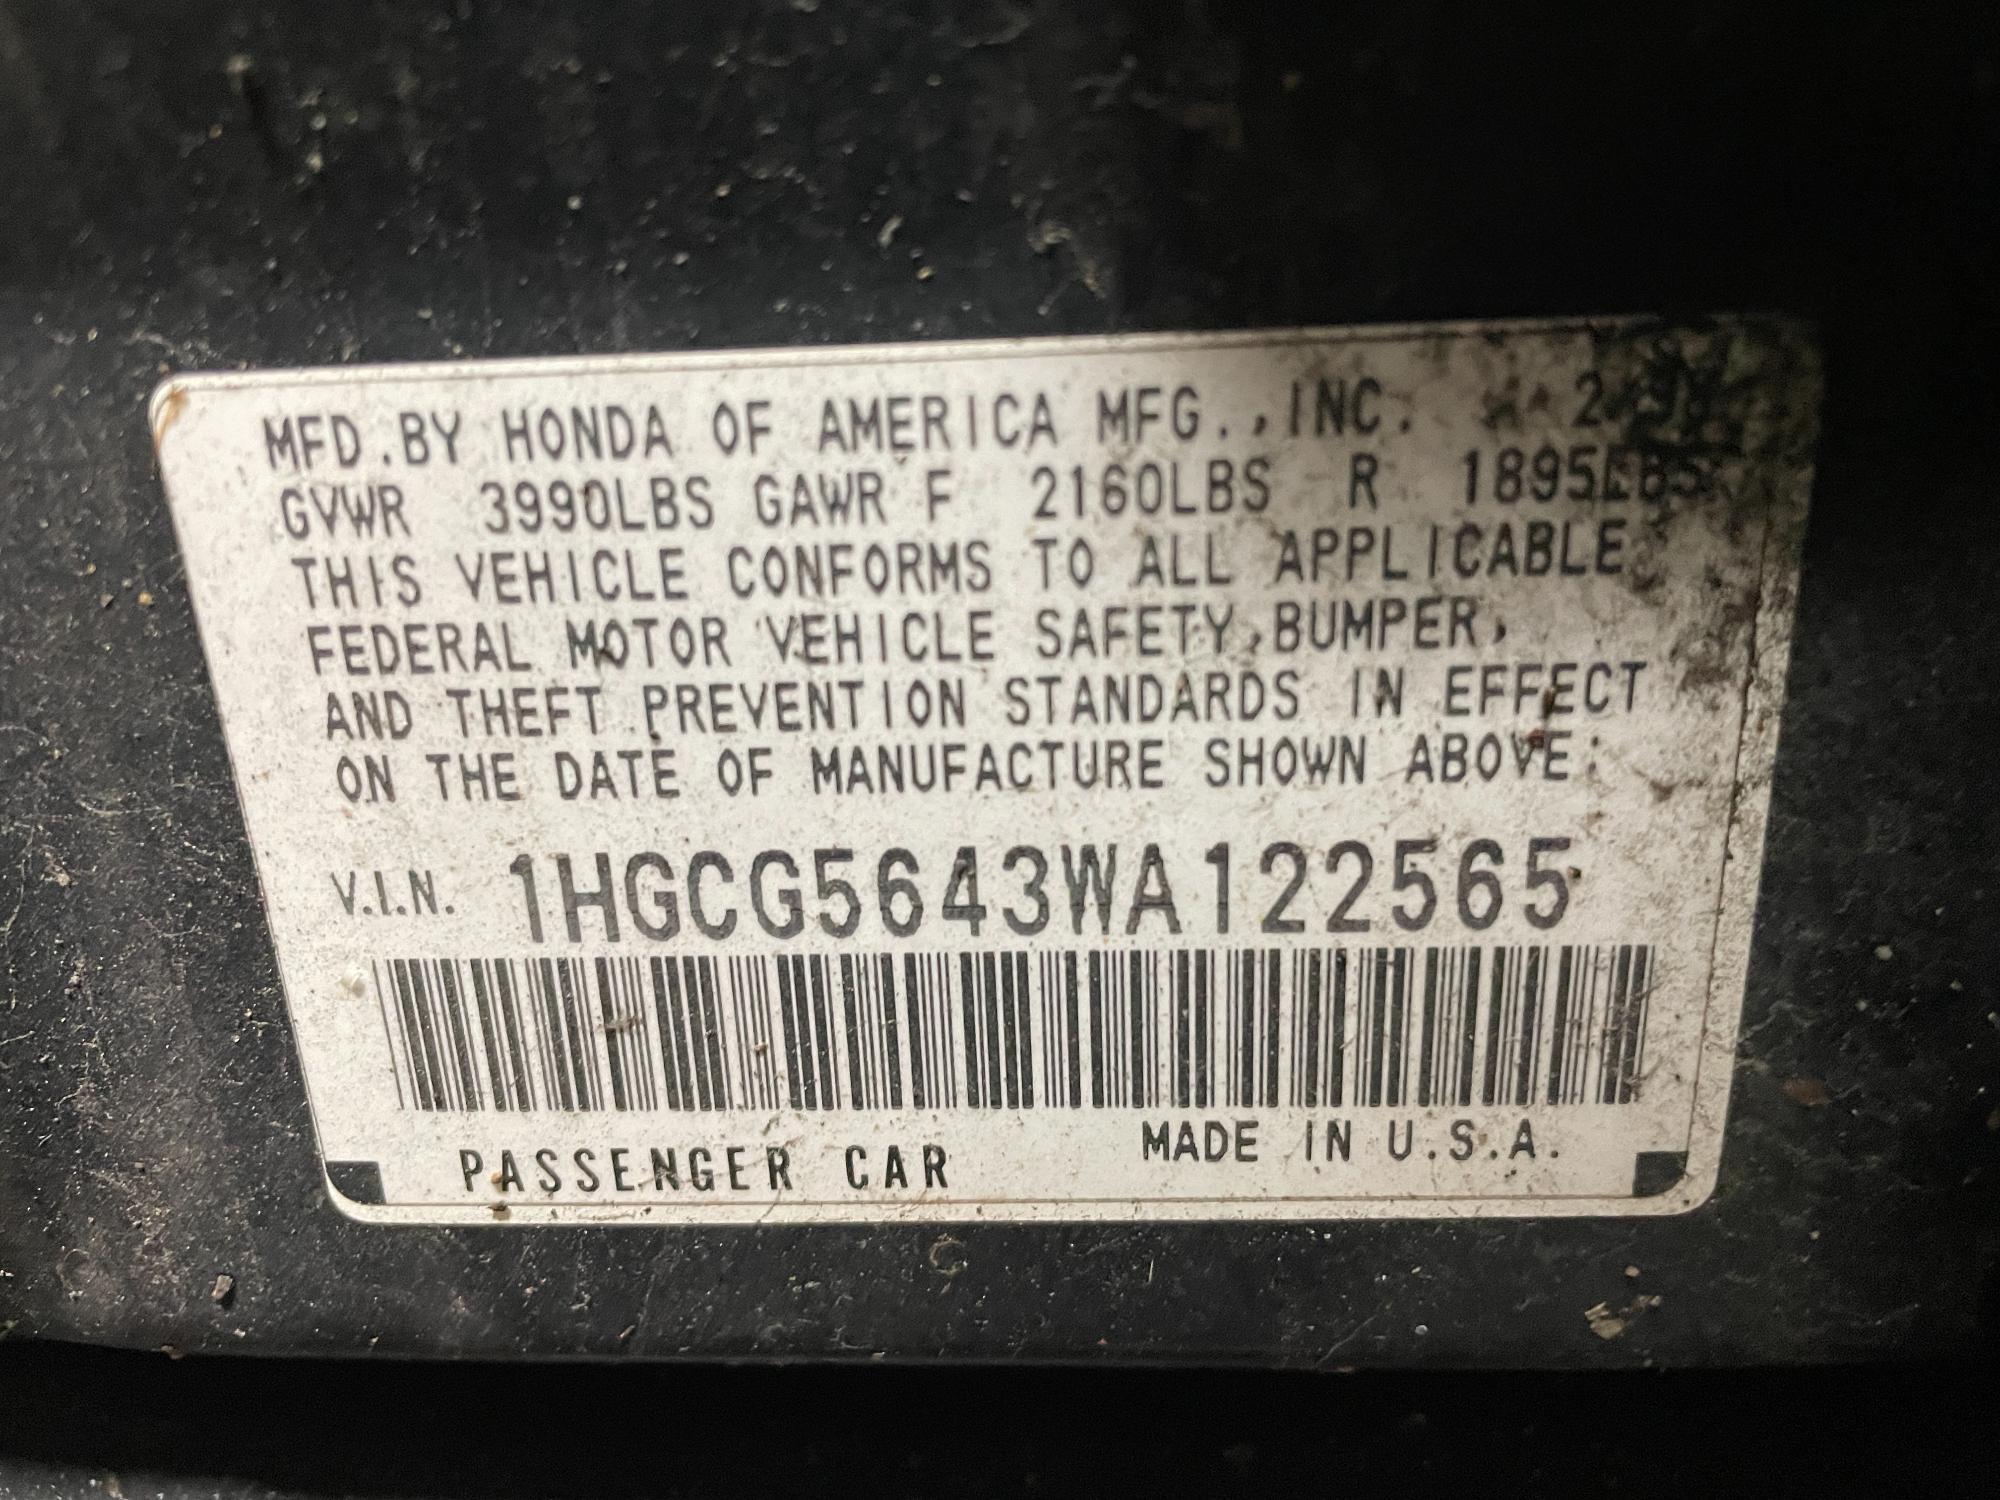 MFD.BY HONDA OF AMERICA MFG.,INC.
GVWR 3990LBS GAWR F 2160LBS R 1895LBS
THIS VEHICLE CONFORMS TO ALL APPLICABLE
FEDERAL MOTOR VEHICLE SAFETY,BUMPER,
AND THEFT PREVENTION STANDARDS IN EFFECT
ON THE DATE OF MANUFACTURE SHOWN ABOVE:
V.I.N. 1HGCG5643WA122565
PASSENGER CAR
MADE IN U.S.A.